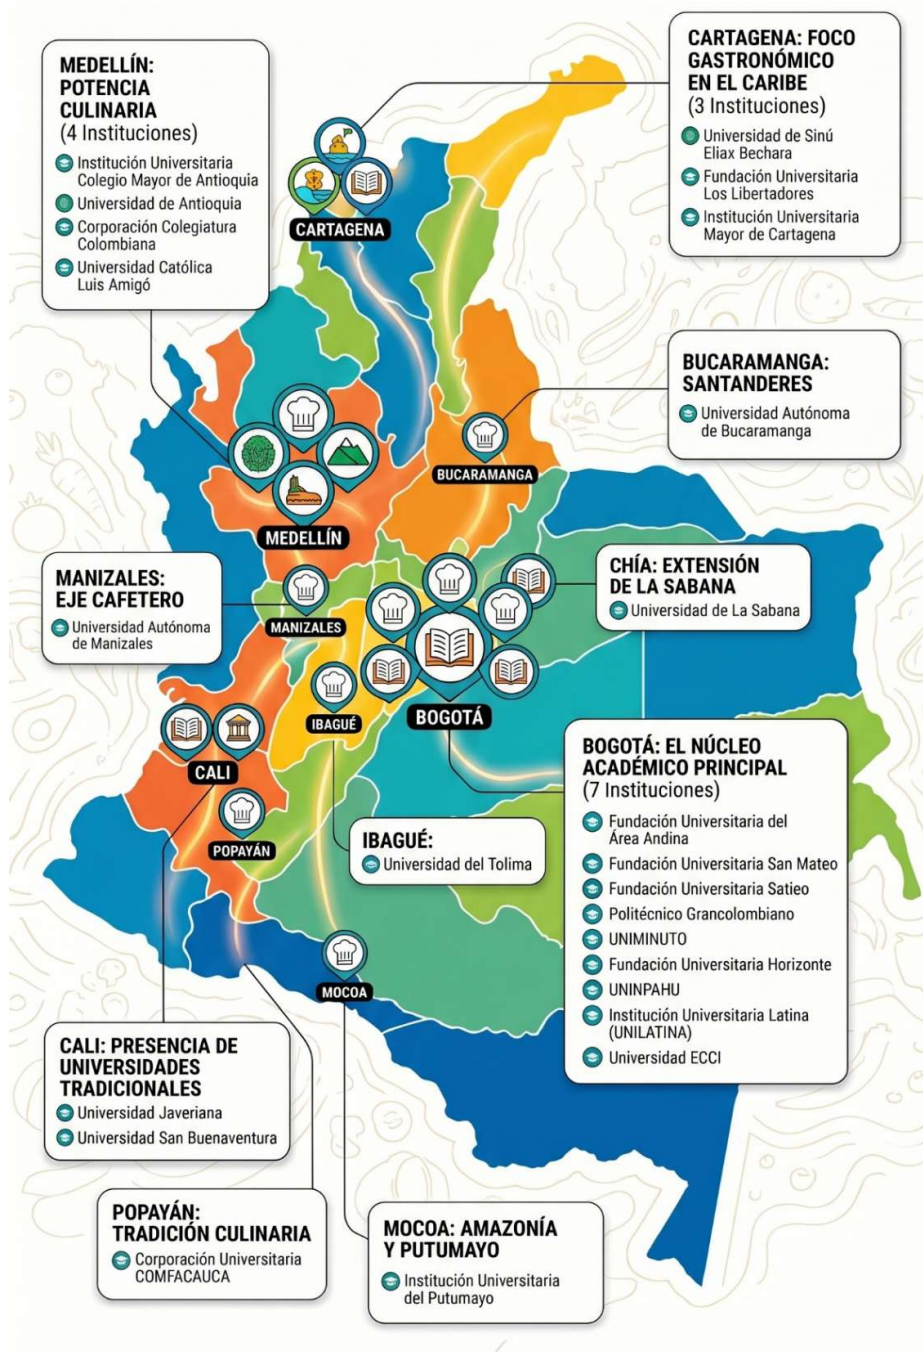 MEDELLÍN:
POTENCIA
CULINARIA
(4 Instituciones)
Institución Universitaria
Colegio Mayor de Antioquia
Universidad de Antioquia
Corporación Colegiatura
Colombiana
Universidad Católica
Luis Amigó
CARTAGENA: FOCO
GASTRONÓMICO
EN EL CARIBE
(3 Instituciones)
Universidad de Sinú
Eliax Bechara
Fundación Universitaria
Los Libertadores
Institución Universitaria
Mayor de Cartagena
CARTAGENA
BUCARAMANGA:
SANTANDERES
Universidad Autónoma
de Bucaramanga
BUCARAMANGA
MEDELLÍN
MANIZALES:
EJE CAFETERO
Universidad Autónoma
de Manizales
MANIZALES
CHÍA: EXTENSIÓN
DE LA SABANA
Universidad de La Sabana
IBAGUÉ
BOGOTÁ
CALI
POPAYÁN
IBAGUÉ:
Universidad del Tolima
BOGOTÁ: EL NÚCLEO
ACADÉMICO PRINCIPAL
(7 Instituciones)
Fundación Universitaria del
Área Andina
Fundación Universitaria San Mateo
Fundación Universitaria Satieo
Politécnico Grancolombiano
UNIMINUTO
Fundación Universitaria Horizonte
UNINPAHU
Institución Universitaria Latina
(UNILATINA)
Universidad ECCI
MOCOA
CALI: PRESENCIA DE
UNIVERSIDADES
TRADICIONALES
Universidad Javeriana
Universidad San Buenaventura
POPAYÁN:
TRADICIÓN CULINARIA
Corporación Universitaria
COMFACAUCA
MOCOA: AMAZONÍA
Y PUTUMAYO
Institución Universitaria
del Putumayo